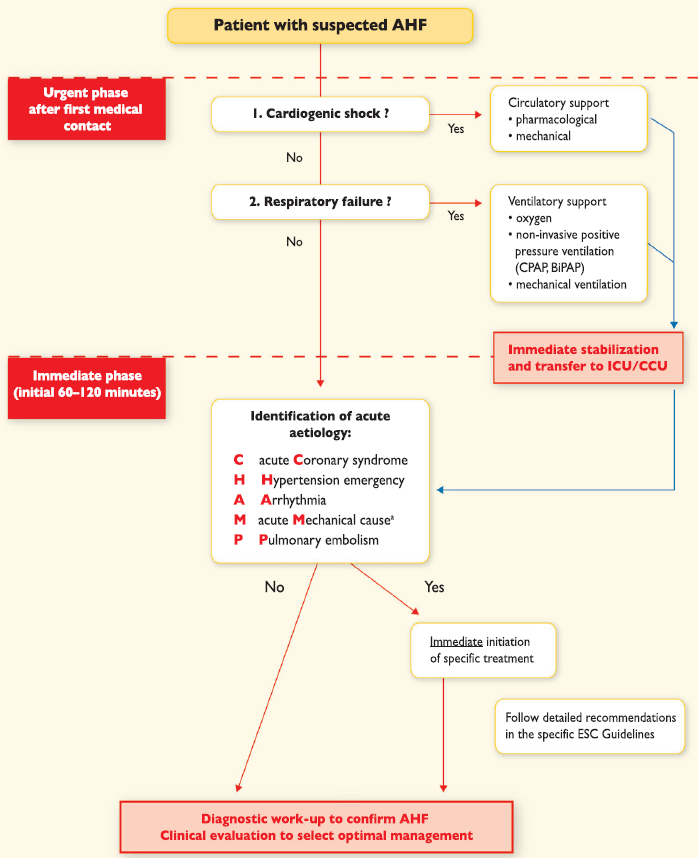 Patient with suspected AHF
Urgent phase
after first medical
contact
1. Cardiogenic shock ?
Yes
Circulatory support
• pharmacological
• mechanical
No
2. Respiratory failure ?
Yes
Ventilatory support
• oxygen
• non-invasive positive
pressure ventilation
(CPAP, BiPAP)
• mechanical ventilation
No
Immediate stabilization
and transfer to ICU/CCU
Immediate phase
(initial 60–120 minutes)
Identification of acute
aetiology:
C acute Coronary syndrome
H Hypertension emergency
A Arrhythmia
M acute Mechanical causeª
P Pulmonary embolism
No
Yes
Immediate initiation
of specific treatment
Follow detailed recommendations
in the specific ESC Guidelines
Diagnostic work-up to confirm AHF
Clinical evaluation to select optimal management